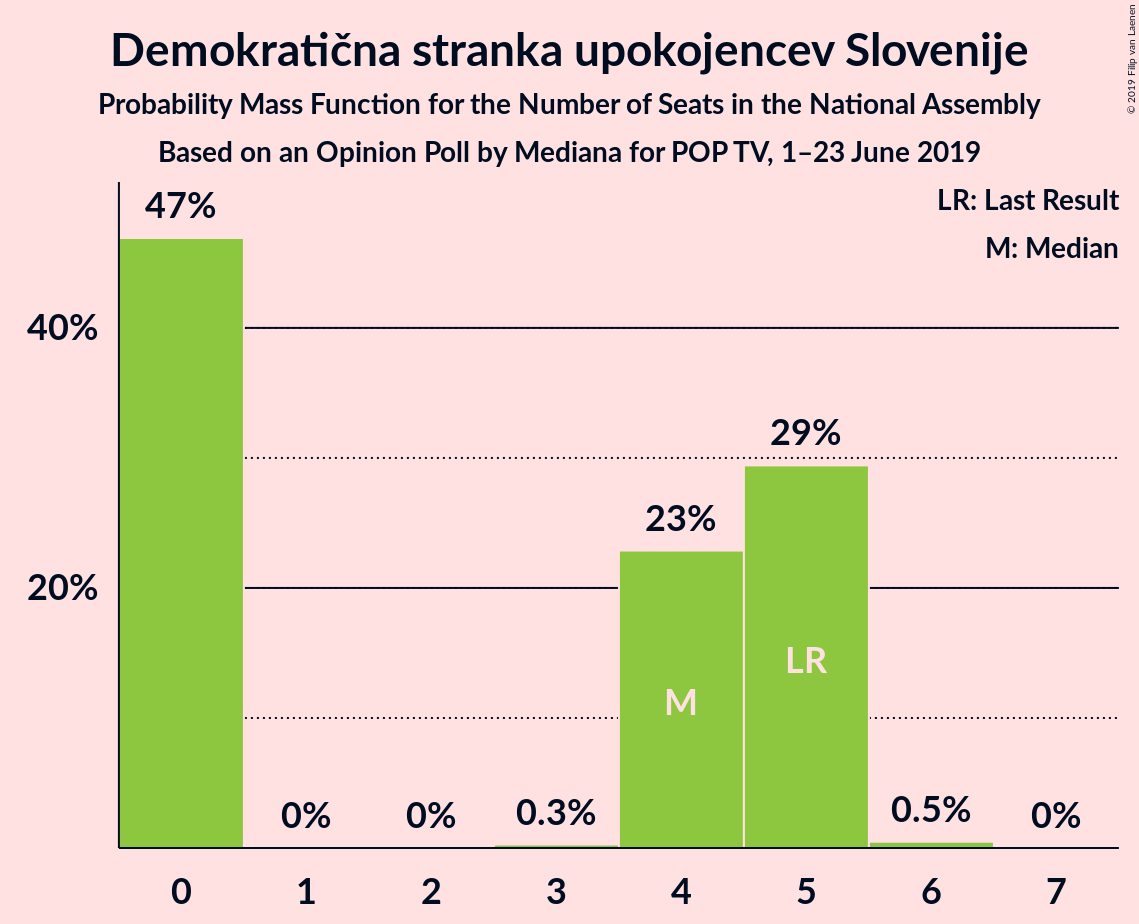 Demokratična stranka upokojencev Slovenije
Probability Mass Function for the Number of Seats in the National Assembly
Based on an Opinion Poll by Mediana for POP TV, 1–23 June 2019
© 2019 Filip van Laenen
LR: Last Result
M: Median
47%
40%
29%
23%
20%
LR
M
0% 0% 0.3% 0.5% 0%
0 1 2 3 4 5 6 7